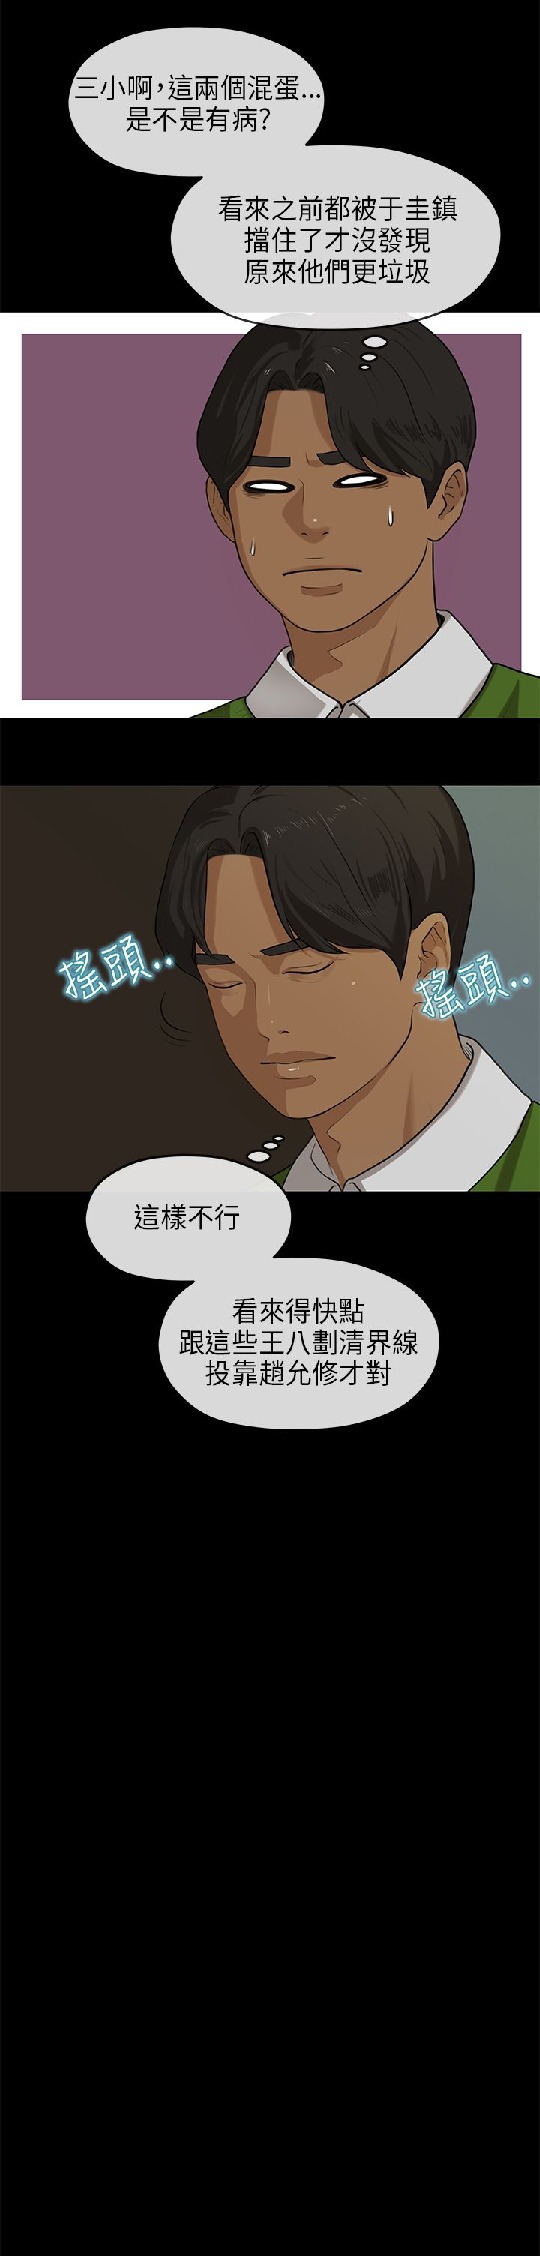 三小啊，這兩個混蛋…
是不是有病？
看來之前都被于圭鎮
擋住了才沒發現
原來他們更垃圾
搖頭..
搖頭..
這樣不行
看來得快點
跟這些王八劃清界線
投靠趙允修才對